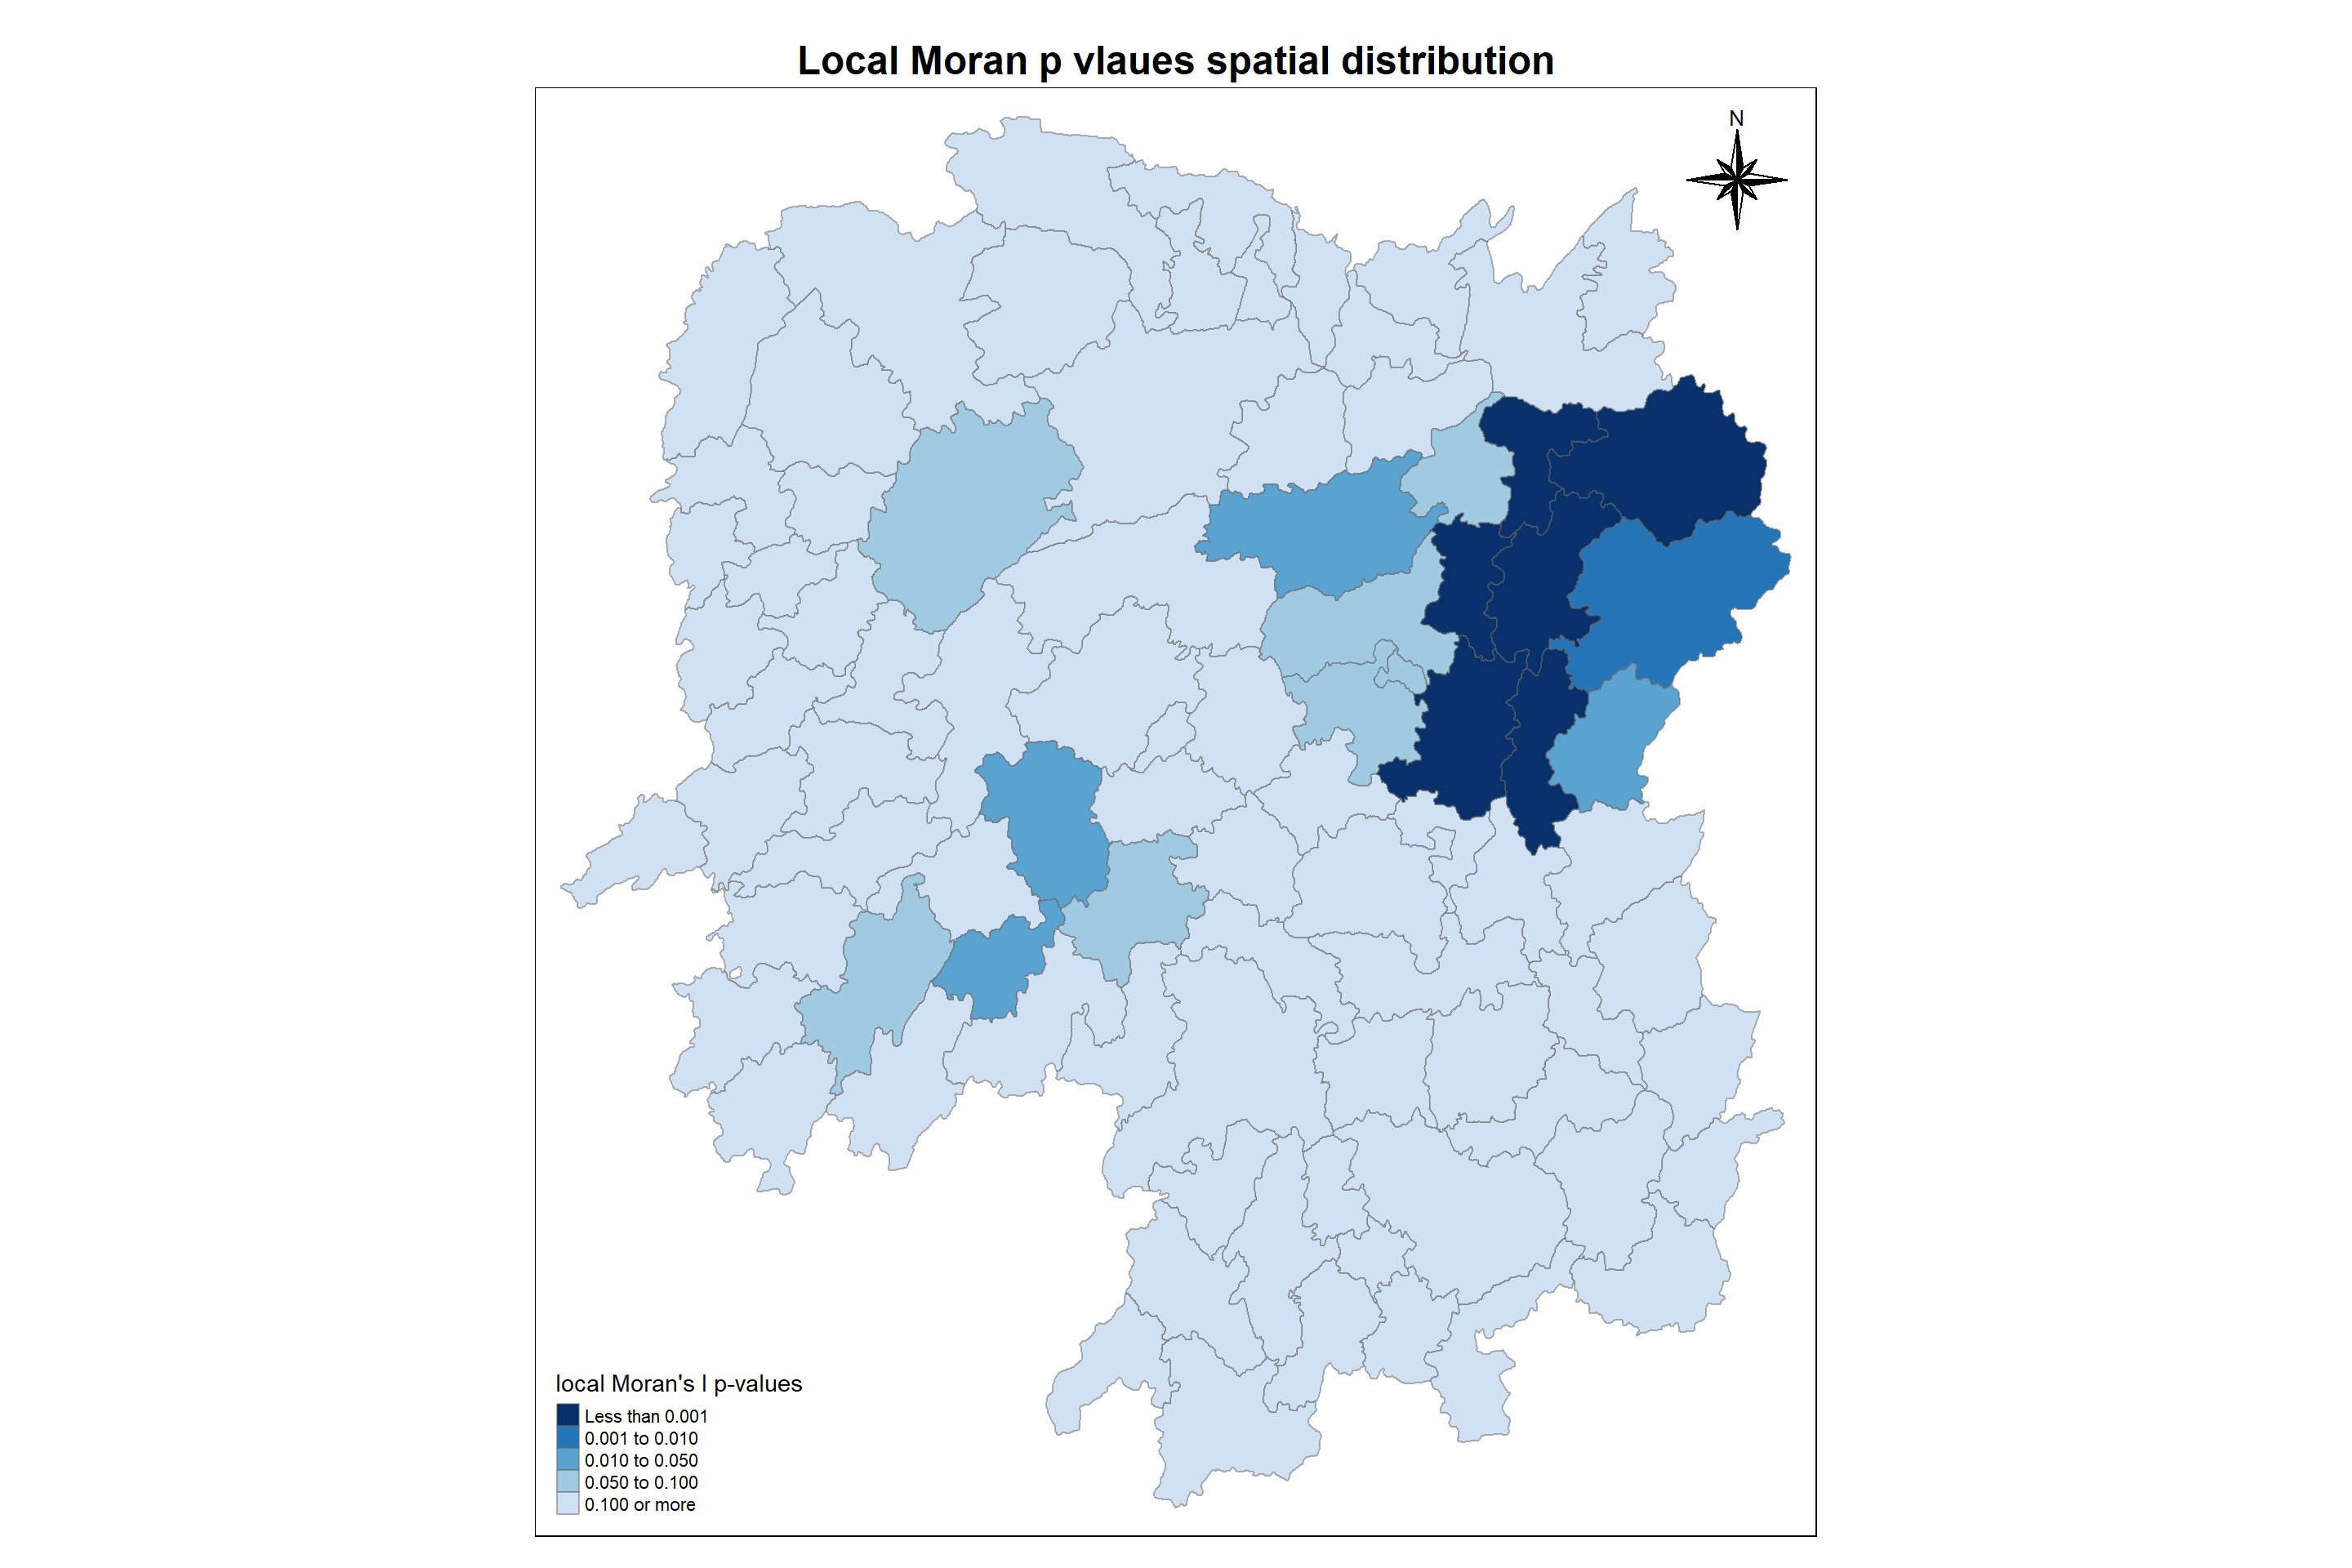 Local Moran p vlaues spatial distribution
N
local Moran's I p-values
Less than 0.001
0.001 to 0.010
0.010 to 0.050
0.050 to 0.100
0.100 or more